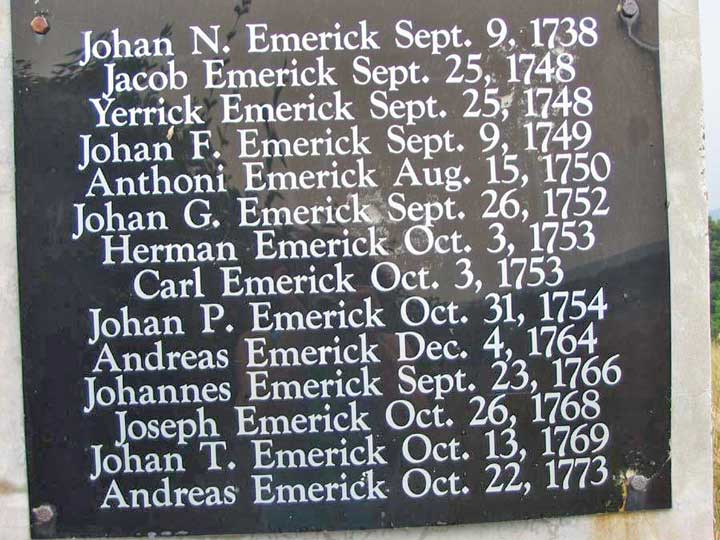 Johan N. Emerick Sept. 9, 1738
Jacob Emerick Sept. 25, 1748
Yerrick Emerick Sept. 25, 1748
Johan F. Emerick Sept. 9, 1749
Anthoni Emerick Aug. 15, 1750
Johan G. Emerick Sept. 26, 1752
Herman Emerick Oct. 3, 1753
Carl Emerick Oct. 3, 1753
Johan P. Emerick Oct. 31, 1754
Andreas Emerick Dec. 4, 1764
Johannes Emerick Sept. 23, 1766
Joseph Emerick Oct. 26, 1768
Johan T. Emerick Oct. 13, 1769
Andreas Emerick Oct. 22, 1773